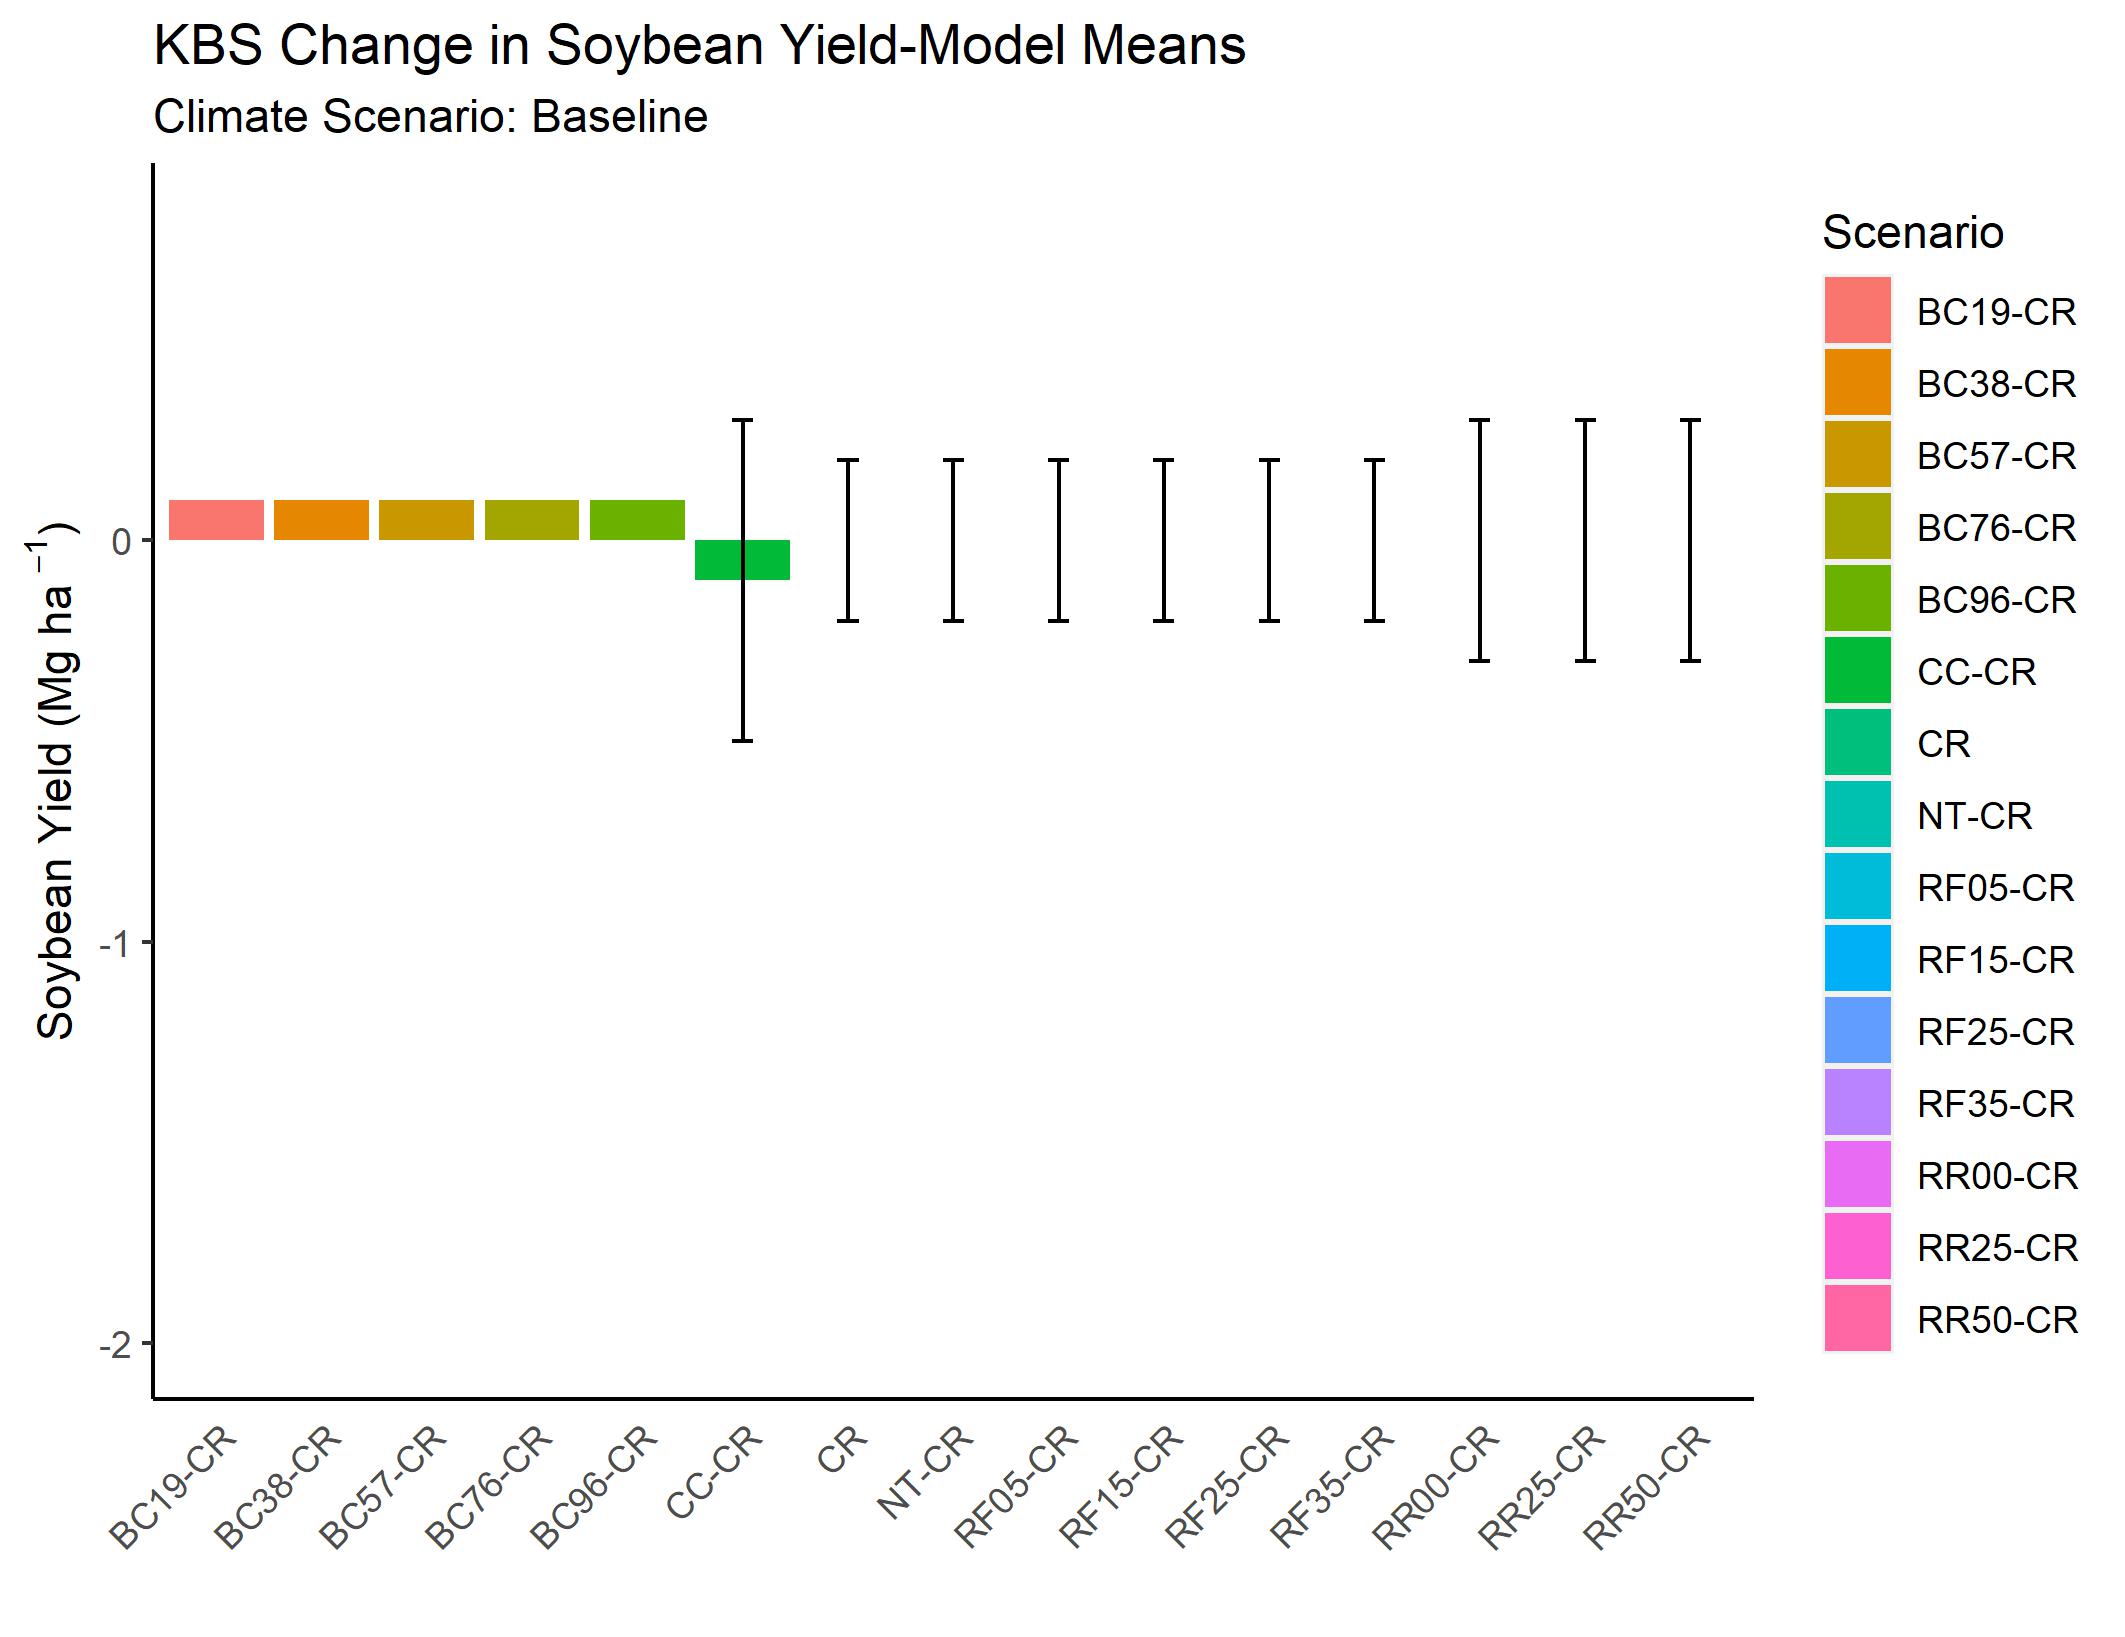 KBS Change in Soybean Yield-Model Means
Climate Scenario: Baseline
Soybean Yield (Mg ha −1)
0
-1
-2
BC19-CR
BC38-CR
BC57-CR
BC76-CR
BC96-CR
CC-CR
CR
NT-CR
RF05-CR
RF15-CR
RF25-CR
RF35-CR
RR00-CR
RR25-CR
RR50-CR
Scenario
BC19-CR
BC38-CR
BC57-CR
BC76-CR
BC96-CR
CC-CR
CR
NT-CR
RF05-CR
RF15-CR
RF25-CR
RF35-CR
RR00-CR
RR25-CR
RR50-CR